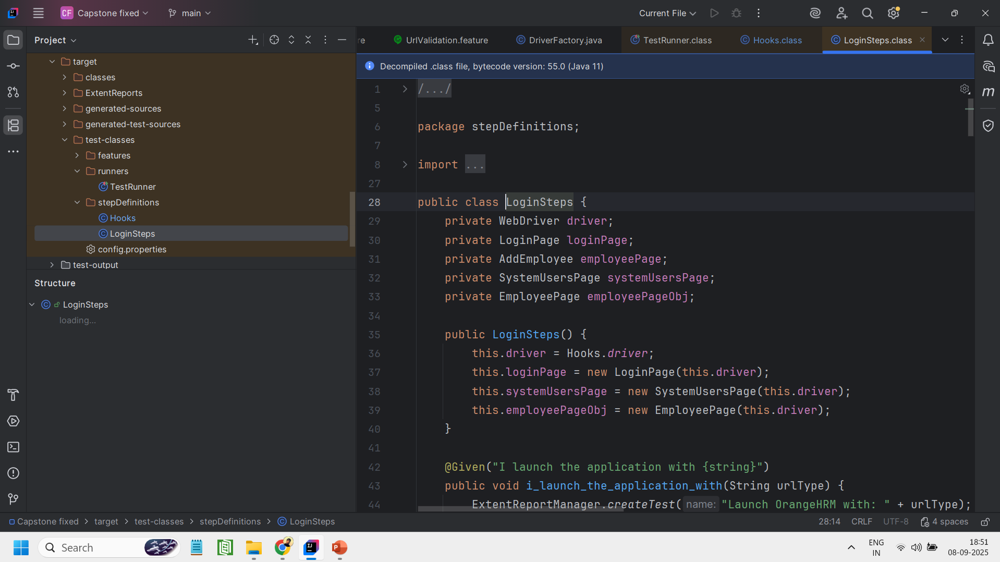 CF Capstone fixed main Current File
Project
re UrlValidation.feature DriverFactory.java TestRunner.class Hooks.class LoginSteps.class
target
classes
ExtentReports
generated-sources
generated-test-sources
test-classes
features
runners
TestRunner
stepDefinitions
Hooks
LoginSteps
config.properties
test-output
Structure
LoginSteps
loading...
Decompiled .class file, bytecode version: 55.0 (Java 11)
1 /.../
5
6 package stepDefinitions;
7
8 import ...
27
28 public class LoginSteps {
29 private WebDriver driver;
30 private LoginPage loginPage;
31 private AddEmployee employeePage;
32 private SystemUsersPage systemUsersPage;
33 private EmployeePage employeePageObj;
34
35 public LoginSteps() {
36 this.driver = Hooks.driver;
37 this.loginPage = new LoginPage(this.driver);
38 this.systemUsersPage = new SystemUsersPage(this.driver);
39 this.employeePageObj = new EmployeePage(this.driver);
40 }
41
42 @Given("I launch the application with {string}")
43 public void i_launch_the_application_with(String urlType) {
44 ExtentReportManager.createTest( name: "Launch OrangeHRM with: " + urlType);
m
Capstone fixed > target > test-classes > stepDefinitions > LoginSteps
28:14 CRLF UTF-8 4 spaces
Search
ENG
IN
18:51
08-09-2025